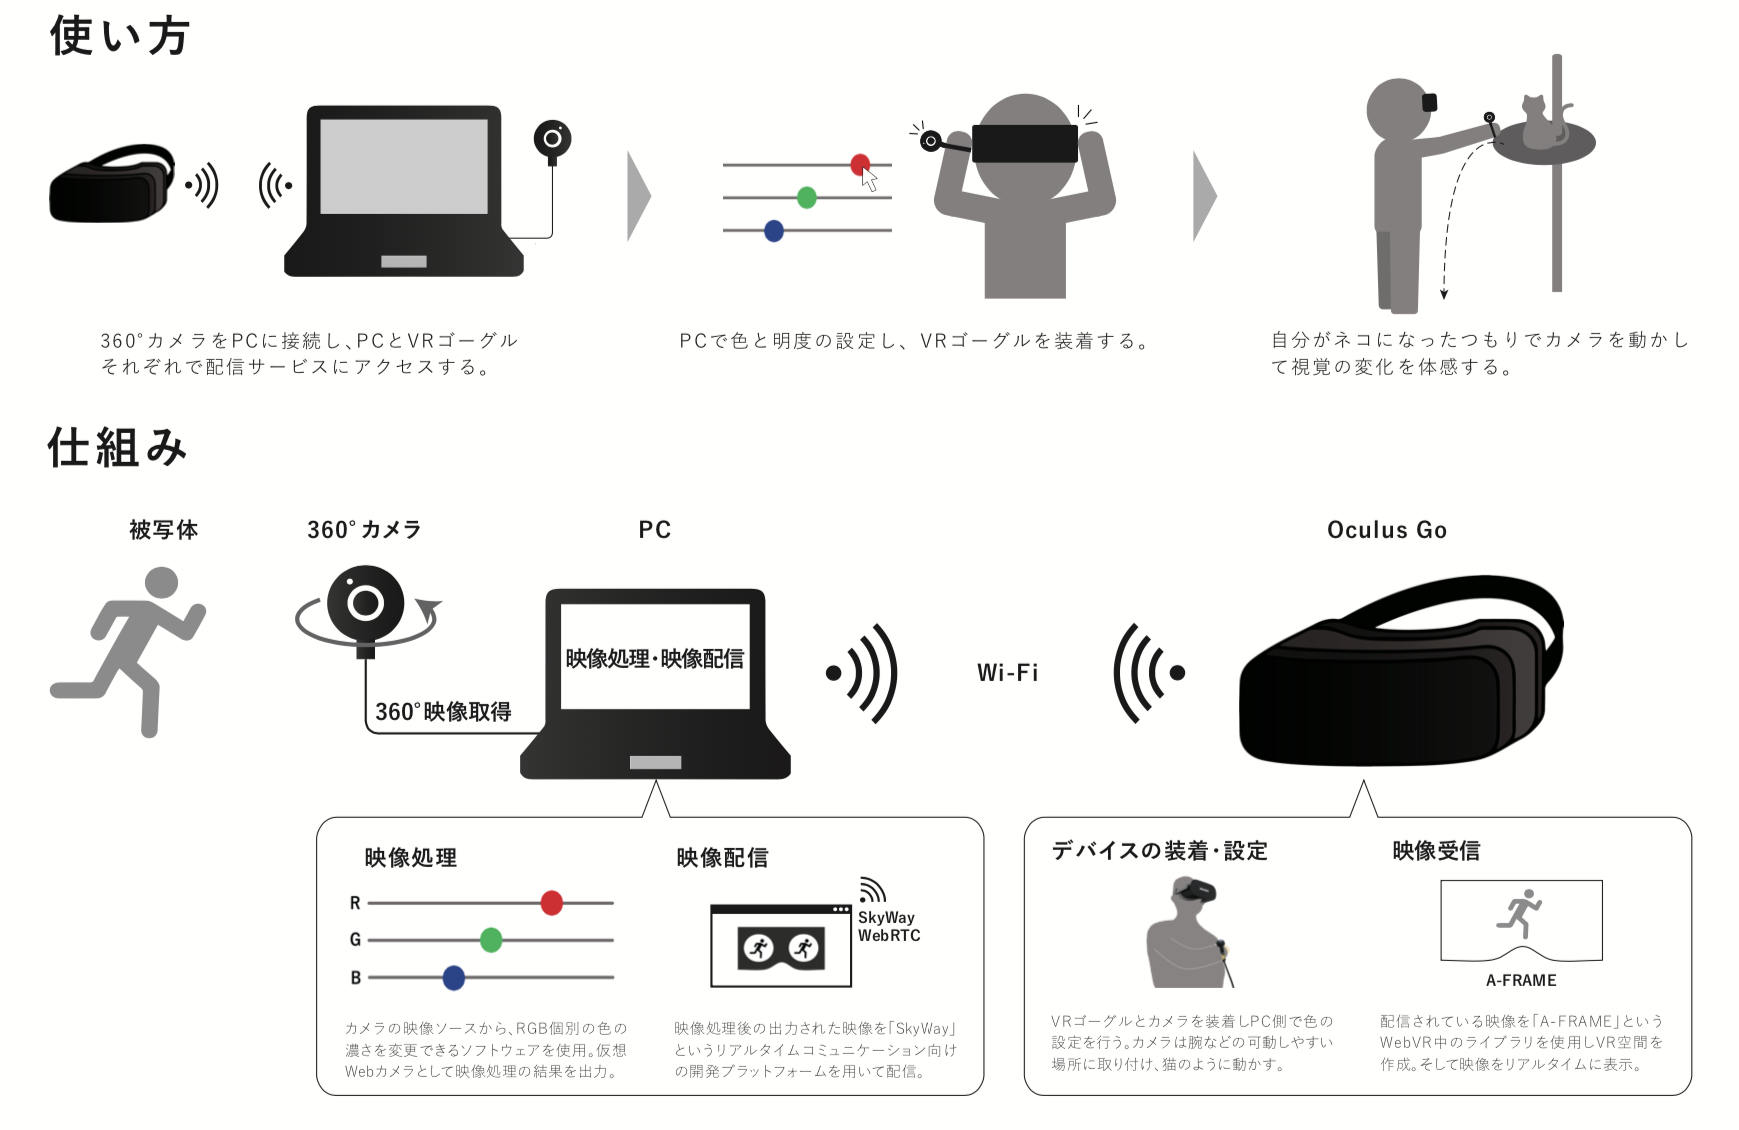 使い方
360°カメラをPCに接続し、PCとVRゴーグル
それぞれで配信サービスにアクセスする。
PCで色と明度の設定し、VRゴーグルを装着する。
自分がネコになったつもりでカメラを動かし
て視覚の変化を体感する。
仕組み
被写体
360°カメラ
PC
Oculus Go
映像処理・映像配信
360°映像取得
Wi-Fi
映像処理
R
G
B
カメラの映像ソースから、RGB個別の色の
濃さを変更できるソフトウェアを使用。仮想
Webカメラとして映像処理の結果を出力。
映像配信
SkyWay
WebRTC
映像処理後の出力された映像を「SkyWay」
というリアルタイムコミュニケーション向け
の開発プラットフォームを用いて配信。
デバイスの装着・設定
VRゴーグルとカメラを装着しPC側で色の
設定を行う。カメラは腕などの可動しやすい
場所に取り付け、猫のように動かす。
映像受信
A-FRAME
配信されている映像を「A-FRAME」という
WebVR中のライブラリを使用しVR空間を
作成。そして映像をリアルタイムに表示。